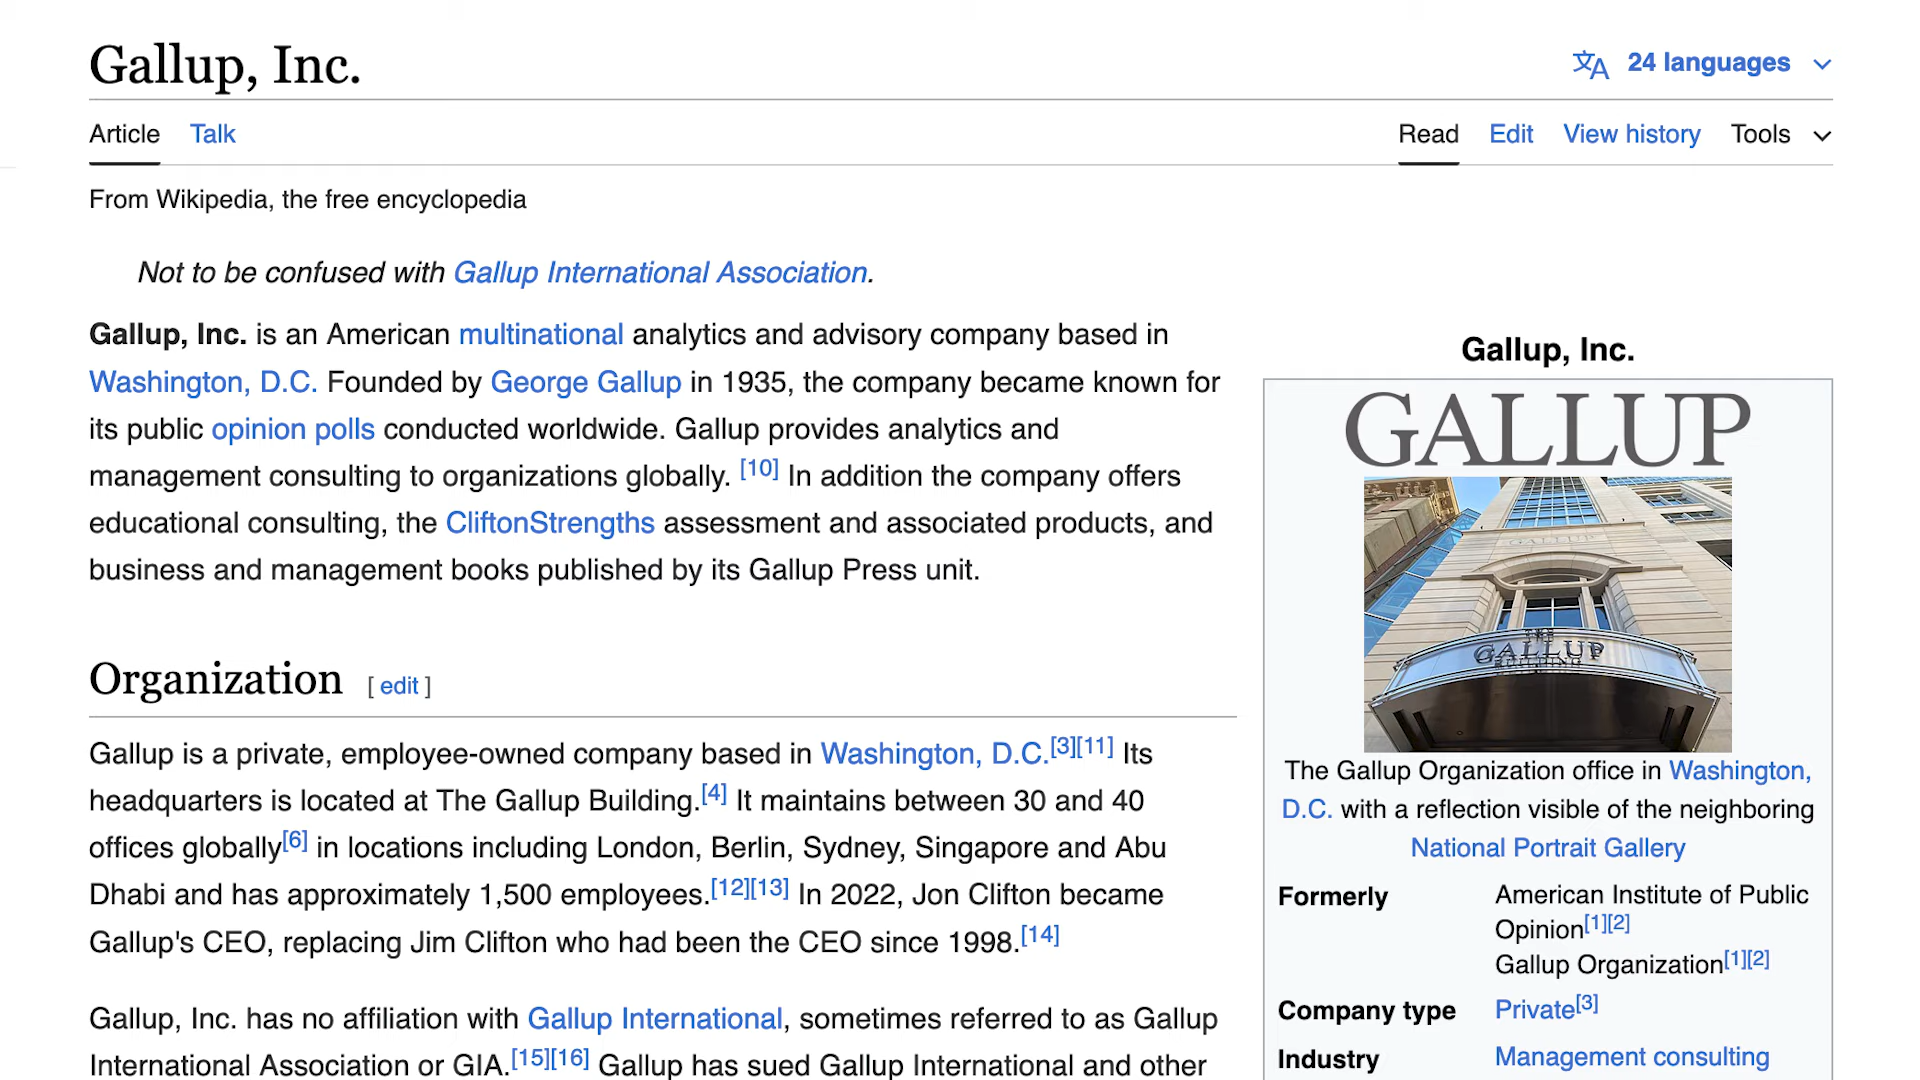 Gallup, Inc.
24 languages
Article Talk
Read Edit View history Tools
From Wikipedia, the free encyclopedia
Not to be confused with Gallup International Association.
Gallup, Inc. is an American multinational analytics and advisory company based in
Washington, D.C. Founded by George Gallup in 1935, the company became known for
its public opinion polls conducted worldwide. Gallup provides analytics and
management consulting to organizations globally. [10] In addition the company offers
educational consulting, the CliftonStrengths assessment and associated products, and
business and management books published by its Gallup Press unit.
Organization [ edit ]
Gallup is a private, employee-owned company based in Washington, D.C.[3][11] Its
headquarters is located at The Gallup Building.[4] It maintains between 30 and 40
offices globally[6] in locations including London, Berlin, Sydney, Singapore and Abu
Dhabi and has approximately 1,500 employees.[12][13] In 2022, Jon Clifton became
Gallup's CEO, replacing Jim Clifton who had been the CEO since 1998.[14]
Gallup, Inc. has no affiliation with Gallup International, sometimes referred to as Gallup
International Association or GIA.[15][16] Gallup has sued Gallup International and other
Gallup, Inc.
GALLUP
GALLUP
THE
GALLUP
BUILDING
The Gallup Organization office in Washington,
D.C. with a reflection visible of the neighboring
National Portrait Gallery
Formerly American Institute of Public
Opinion[1][2]
Gallup Organization[1][2]
Company type Private[3]
Industry Management consulting